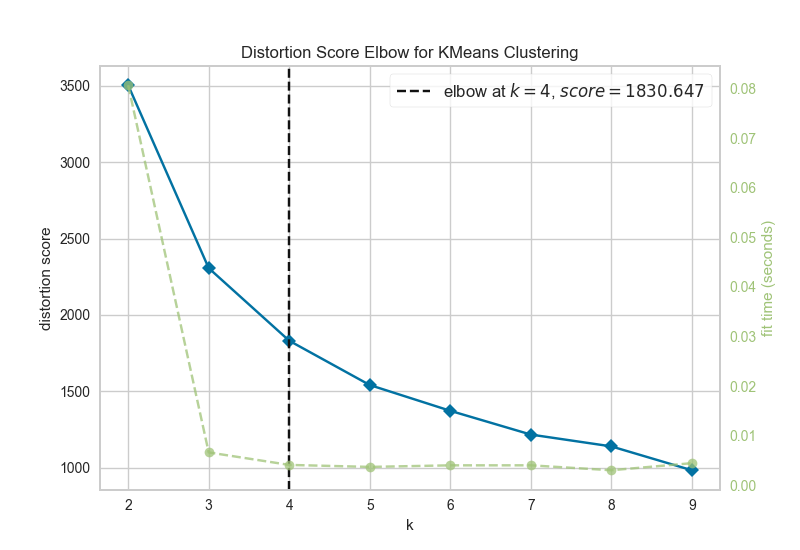 Distortion Score Elbow for KMeans Clustering
elbow at k = 4, score = 1830.647
3500
3000
2500
2000
1500
1000
distortion score
0.08
0.07
0.06
0.05
0.04
0.03
0.02
0.01
0.00
fit time (seconds)
2 3 4 5 6 7 8 9
k